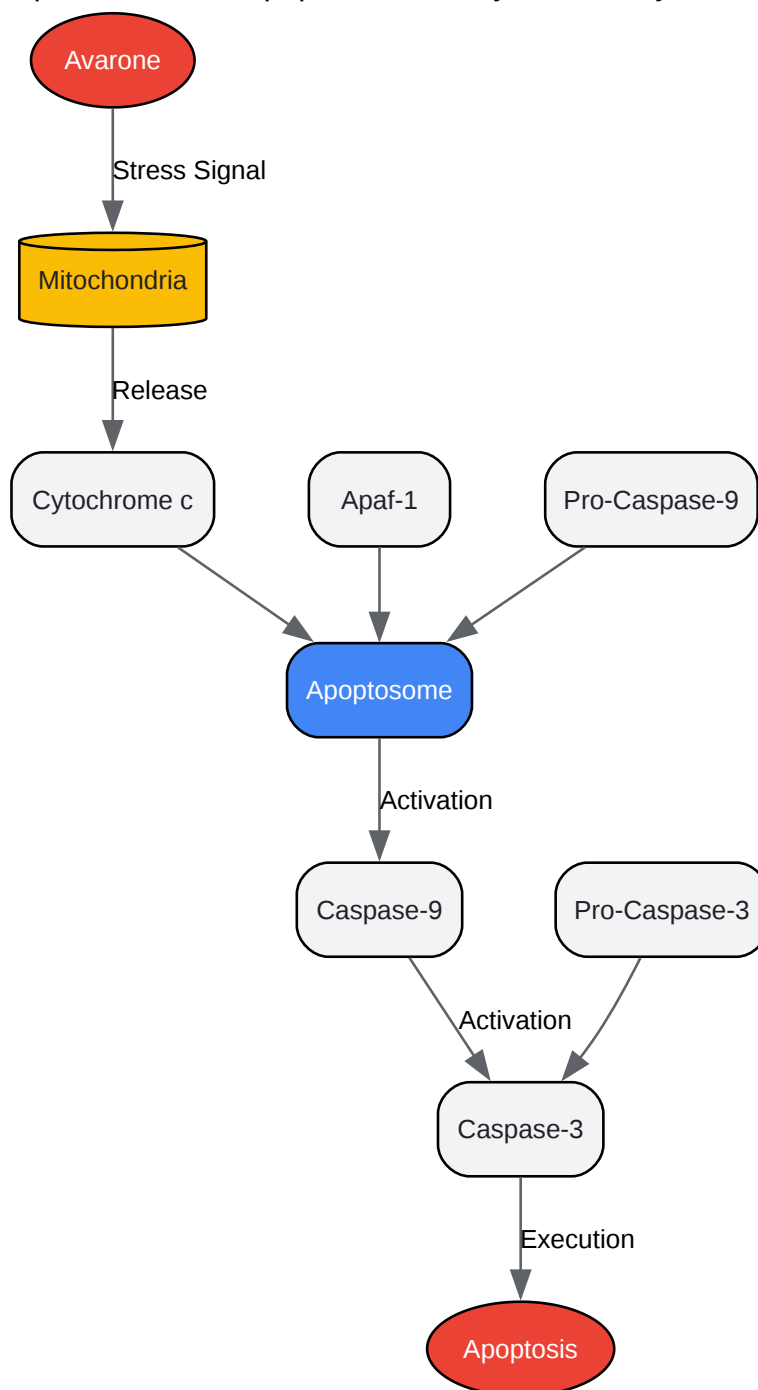 Avarone
Stress Signal
Mitochondria
Release
Cytochrome c
Apaf-1
Pro-Caspase-9
Apoptosome
Activation
Caspase-9
Pro-Caspase-3
Activation
Caspase-3
Execution
Apoptosis